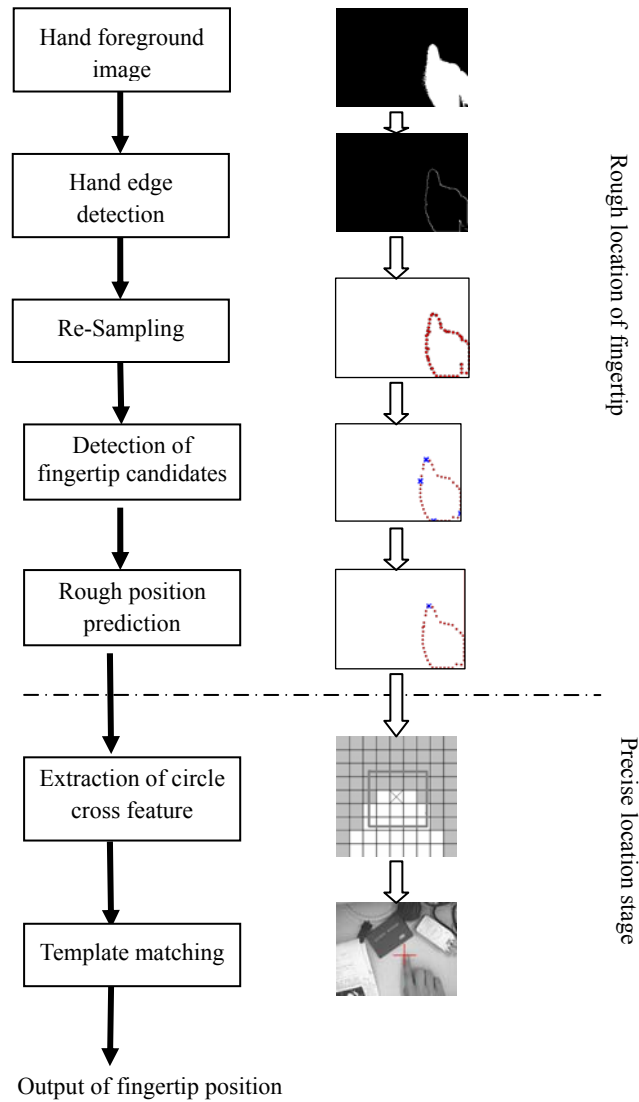 Hand foreground
image
Hand edge
detection
Re-Sampling
Detection of
fingertip candidates
Rough position
prediction
Rough location of fingertip
Extraction of circle
cross feature
Template matching
Precise location stage
Output of fingertip position